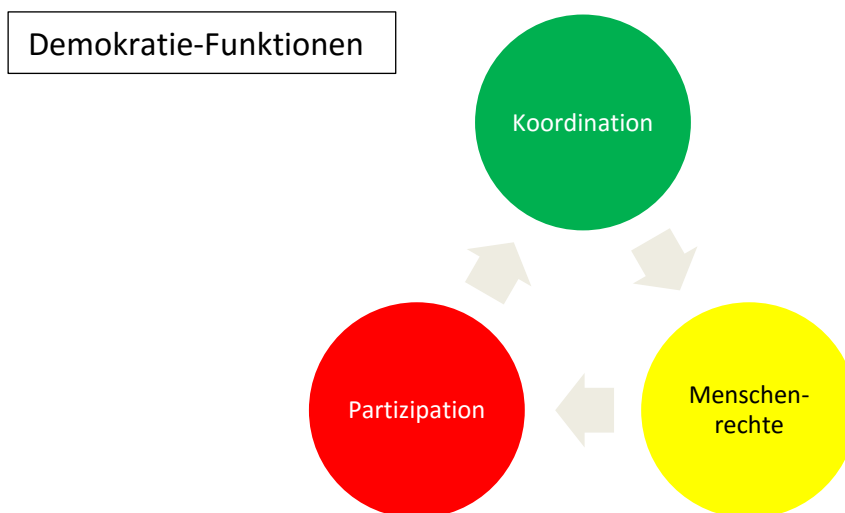 Demokratie-Funktionen
Koordination
Menschen-
rechte
Partizipation